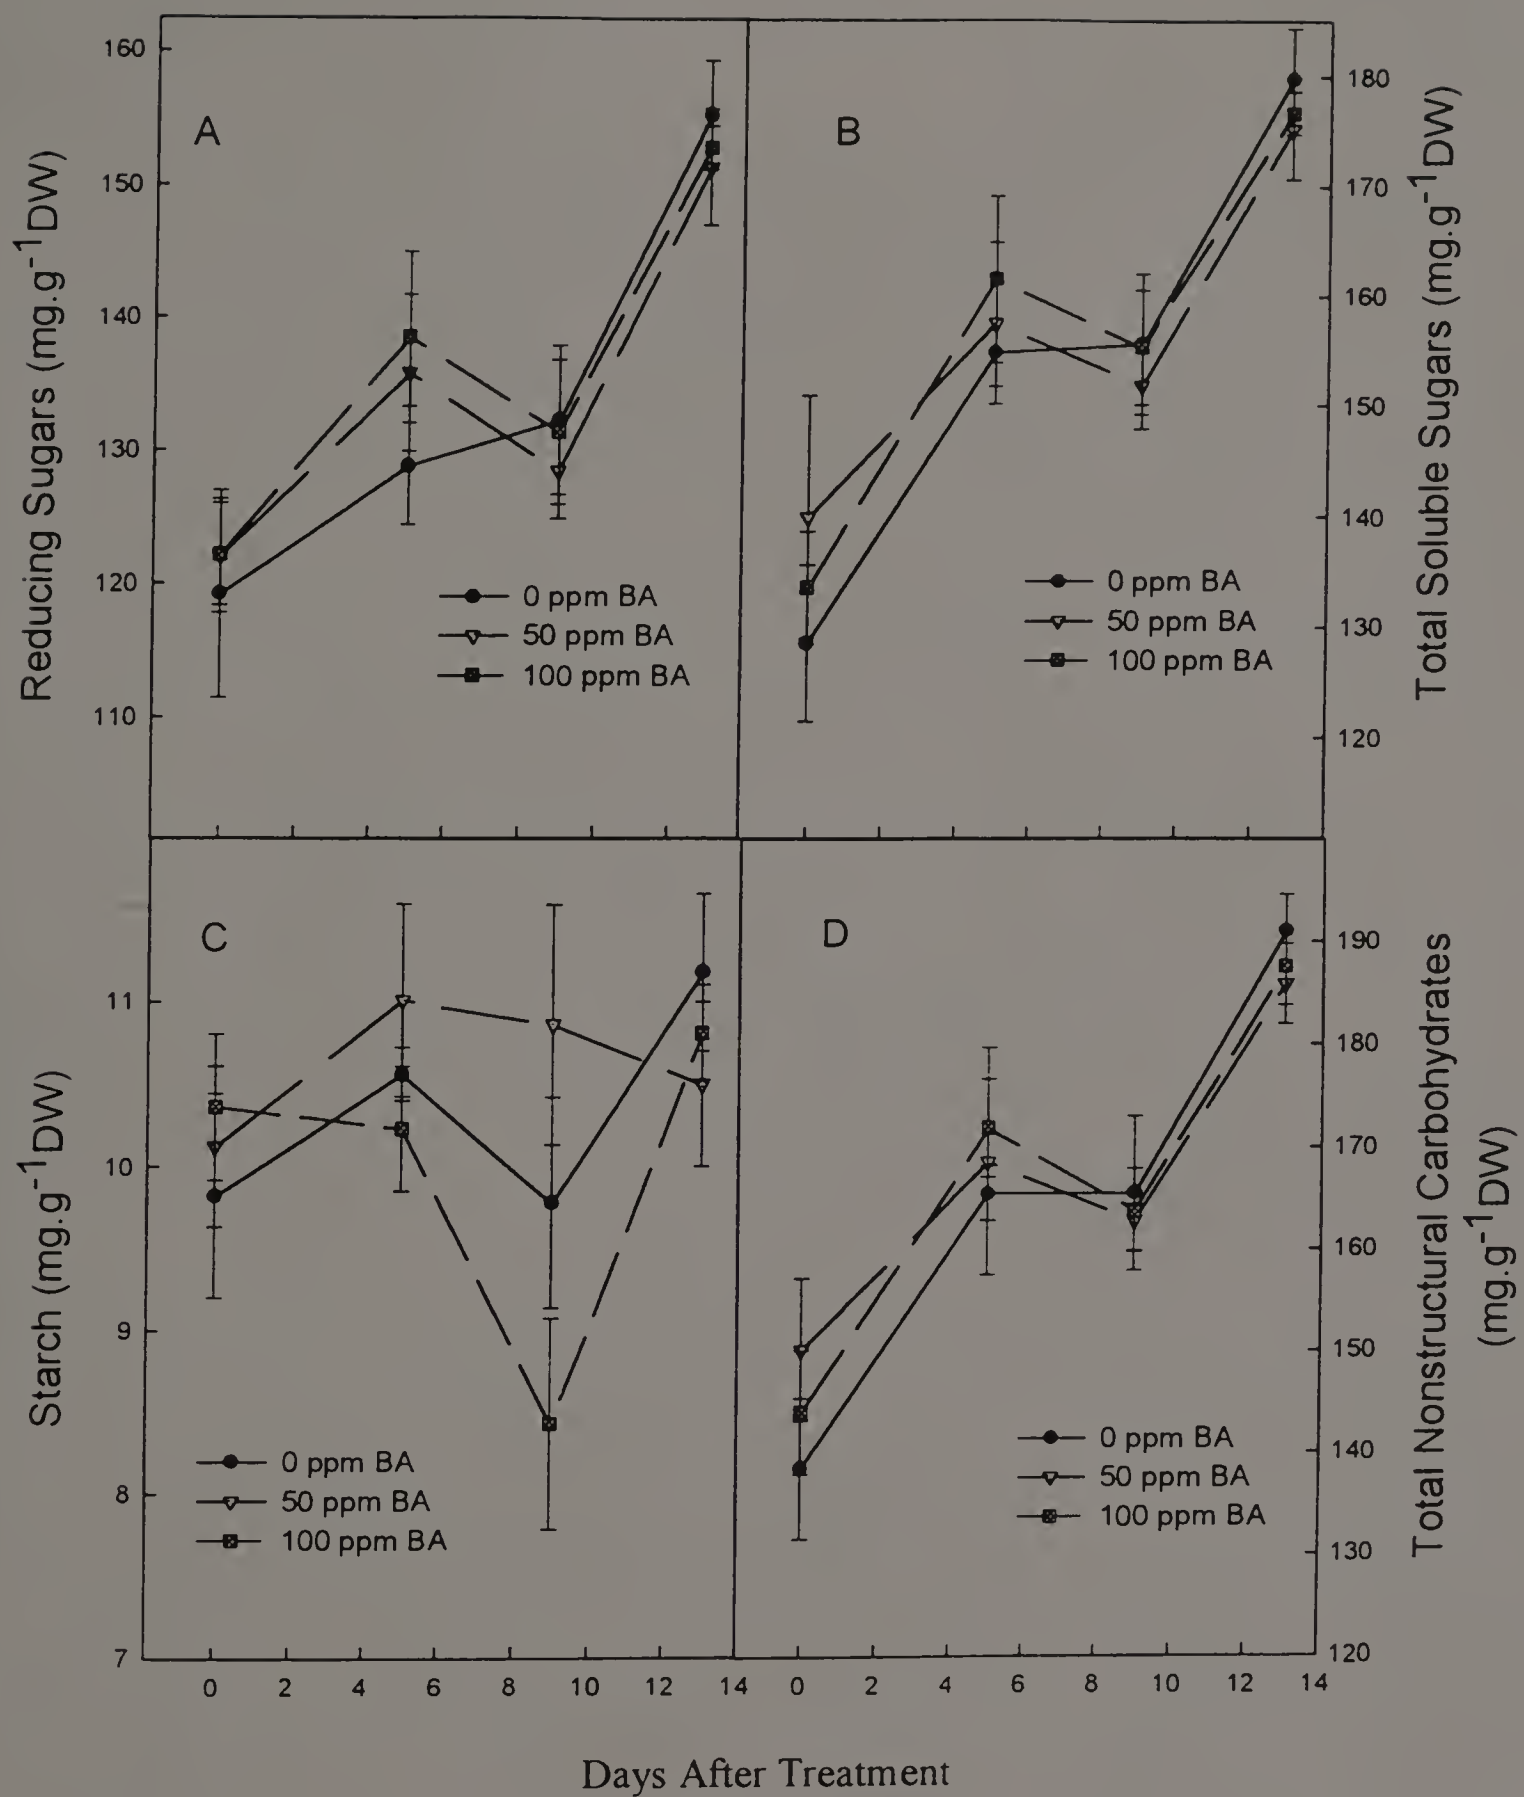 A
Reducing Sugars (mg.g-1DW)
160
150
140
130
120
110
0 ppm BA
50 ppm BA
100 ppm BA
B
Total Soluble Sugars (mg.g-1DW)
180
170
160
150
140
130
120
0 ppm BA
50 ppm BA
100 ppm BA
C
Starch (mg.g-1DW)
11
10
9
8
7
0 ppm BA
50 ppm BA
100 ppm BA
0 2 4 6 8 10 12 14
D
Total Nonstructural Carbohydrates
(mg.g-1DW)
190
180
170
160
150
140
130
120
0 ppm BA
50 ppm BA
100 ppm BA
0 2 4 6 8 10 12 14
Days After Treatment